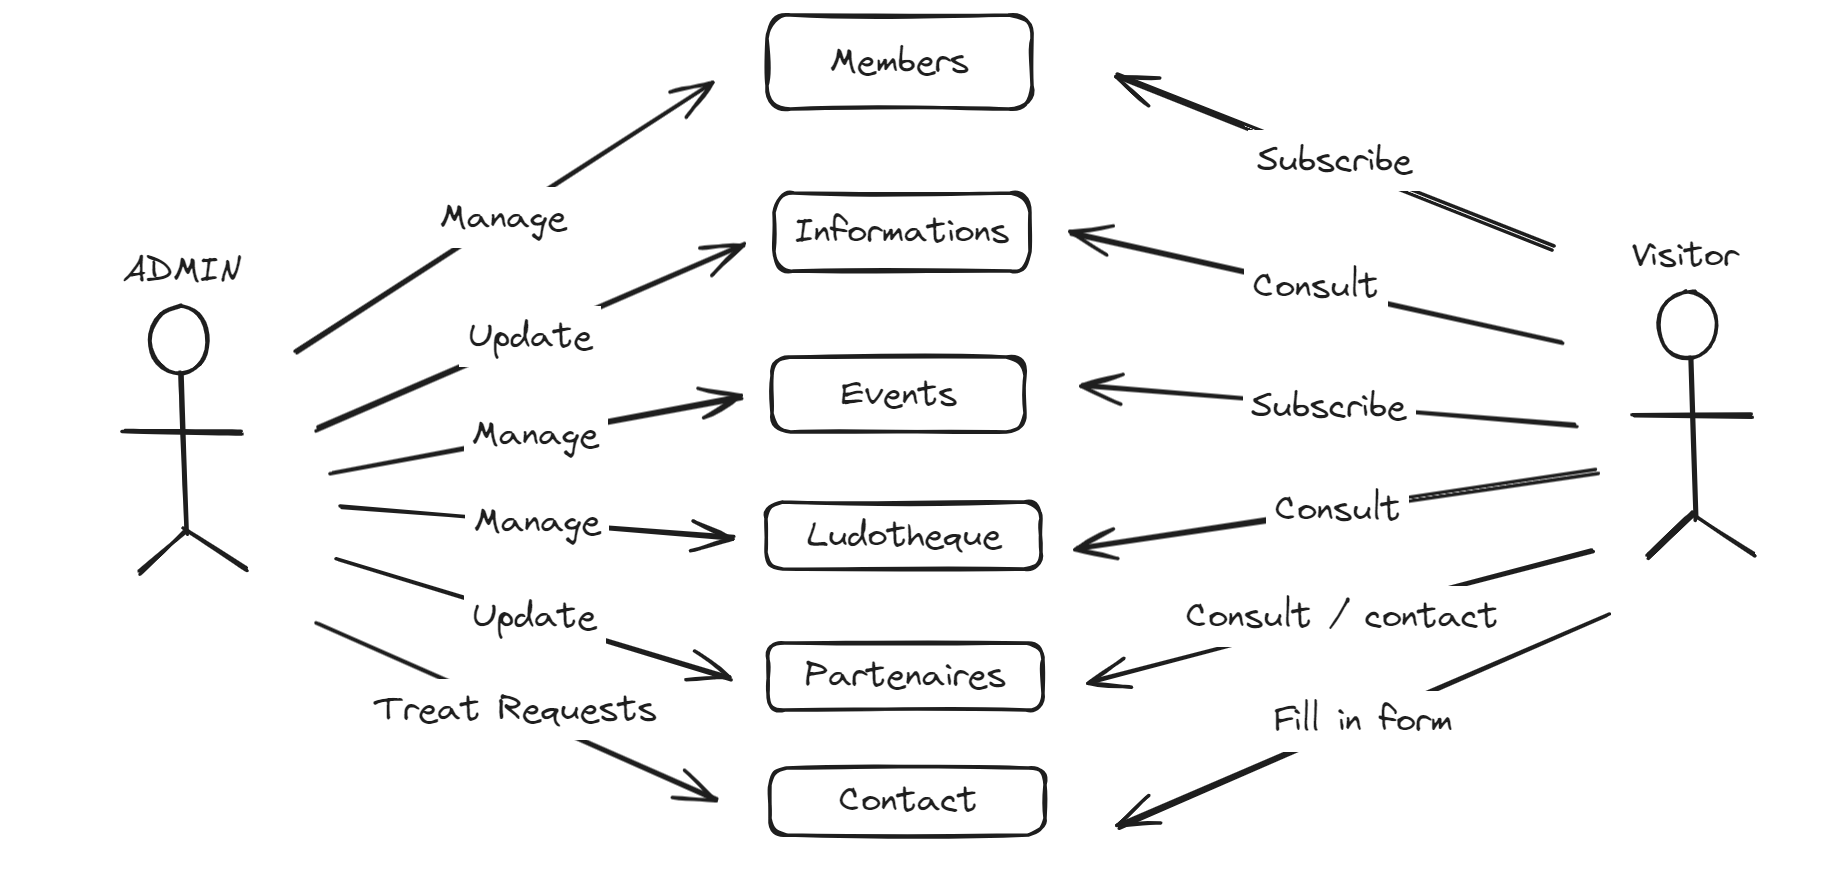 Members
Subscribe
Manage
Informations
ADMIN
Visitor
Consult
Update
Events
Subscribe
Manage
Consult
Manage
Ludotheque
Update
Consult / contact
Partenaires
Treat Requests
Fill in form
Contact